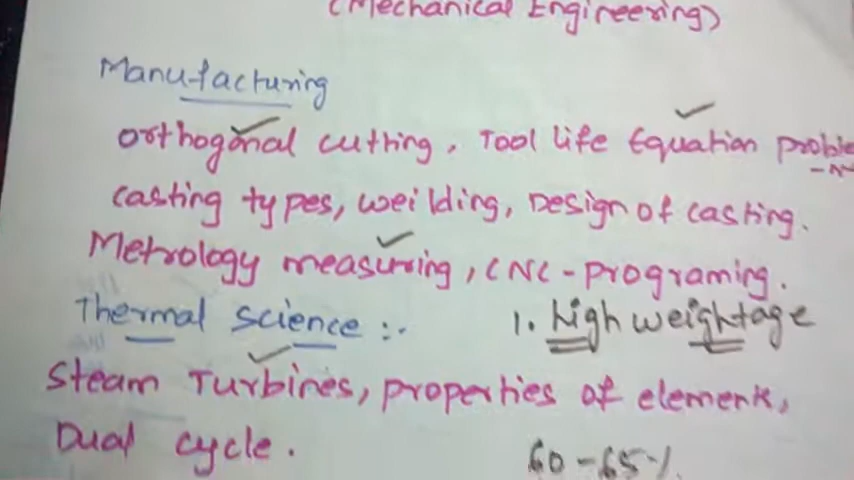 (Mechanical Engineering)
Manufacturing
orthogonal cutting, Tool life Equation proble
casting types, weilding, Design of casting.
Metrology measuring, CNC-programing.
Thermal science :-
1. high weightage
Steam Turbines, properties of element,
Dual cycle.
60-65%